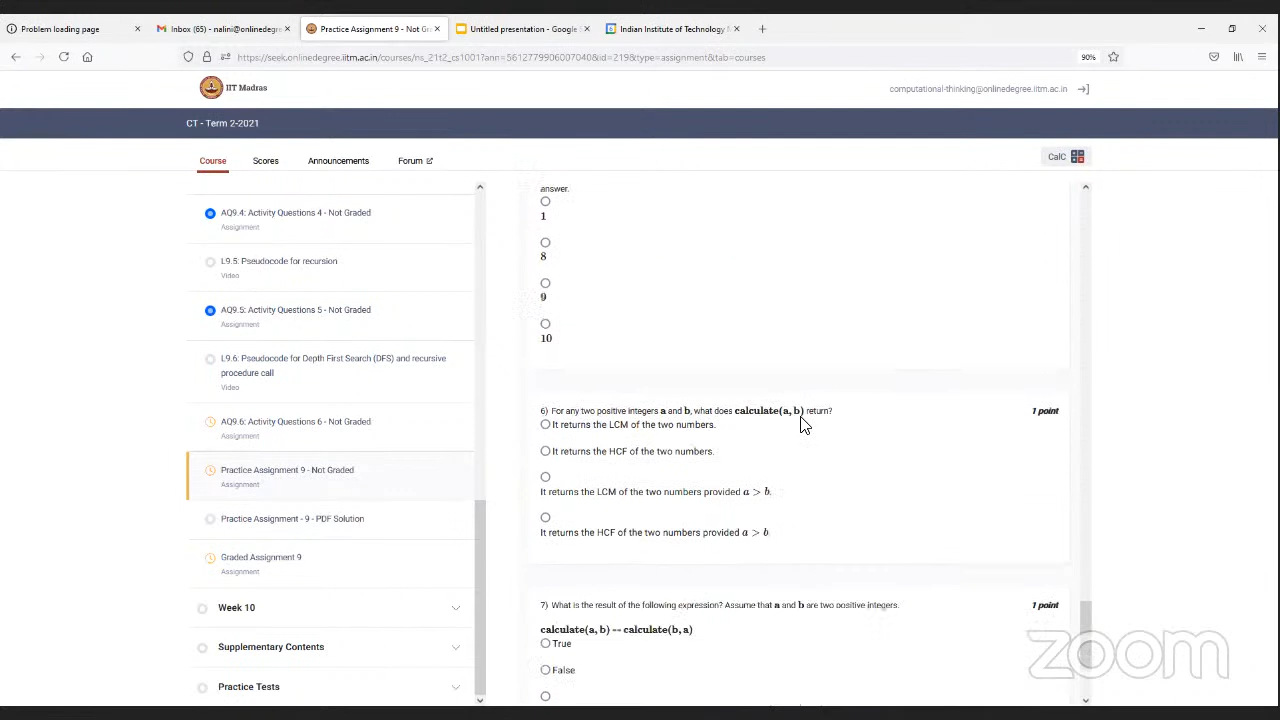 Problem loading page
Inbox (65) - nalini@onlinedegre
Practice Assignment 9 - Not Gr
Untitled presentation - Google
Indian Institute of Technology
https://seek.onlinedegree.iitm.ac.in/courses/ns_21t2_cs1001?ann=5612779906007040&id=219&type=assignment&tab=courses
90%
IIT Madras
computational-thinking@onlinedegree.iitm.ac.in
CT - Term 2-2021
Course
Scores
Announcements
Forum
CalC
AQ9.4: Activity Questions 4 - Not Graded
Assignment
L9.5: Pseudocode for recursion
Video
AQ9.5: Activity Questions 5 - Not Graded
Assignment
L9.6: Pseudocode for Depth First Search (DFS) and recursive
procedure call
Video
AQ9.6: Activity Questions 6 - Not Graded
Assignment
Practice Assignment 9 - Not Graded
Assignment
Practice Assignment - 9 - PDF Solution
Graded Assignment 9
Assignment
Week 10
Supplementary Contents
Practice Tests
answer.
1
8
9
10
6) For any two positive integers a and b, what does calculate(a, b) return?
1 point
It returns the LCM of the two numbers.
It returns the HCF of the two numbers.
It returns the LCM of the two numbers provided a > b.
It returns the HCF of the two numbers provided a > b.
7) What is the result of the following expression? Assume that a and b are two positive integers.
1 point
calculate(a, b) == calculate(b, a)
True
False
zoom